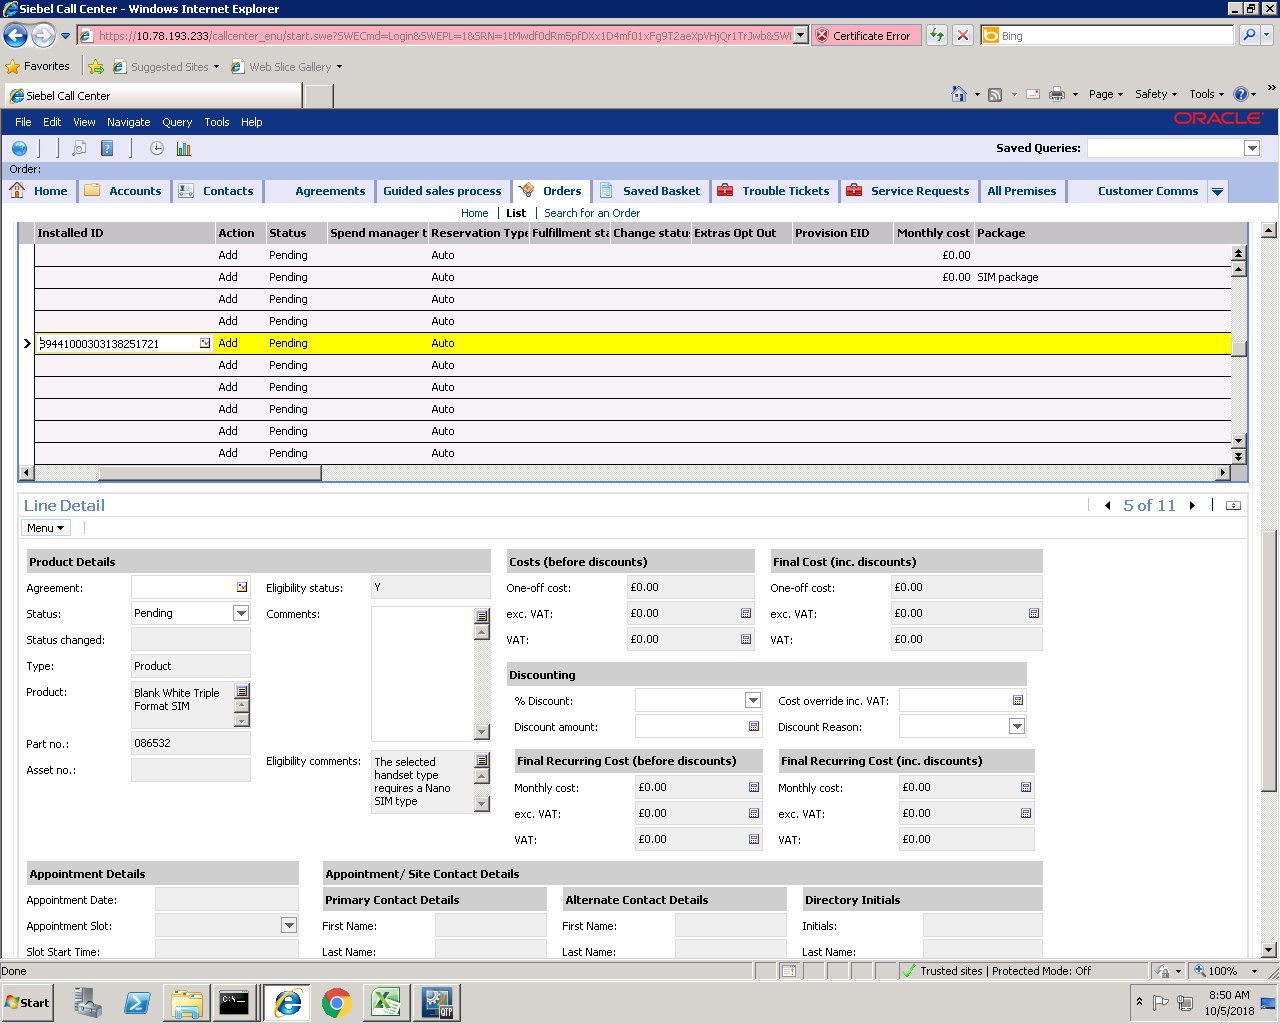 Siebel Call Center - Windows Internet Explorer
https://10.78.193.233/callcenter_enu/start.swe?SWECmd=Login&SWEPL=1&SRN=1tMwdf0dRm5pfDXx1D4mf01xFg9T2aeXpVHjQr1TrJwb&SWI
Certificate Error
Bing
Favorites
Suggested Sites
Web Slice Gallery
Siebel Call Center
Page Safety Tools
File Edit View Navigate Query Tools Help
ORACLE
Saved Queries:
Order:
Home Accounts Contacts Agreements Guided sales process Orders Saved Basket Trouble Tickets Service Requests All Premises Customer Comms
Home | List | Search for an Order
Installed ID Action Status Spend manager t Reservation Type Fulfillment sta Change status Extras Opt Out Provision EID Monthly cost Package
Add Pending Auto £0.00
Add Pending Auto £0.00 SIM package
Add Pending Auto
Add Pending Auto
89441000303138251721 Add Pending Auto
Add Pending Auto
Add Pending Auto
Add Pending Auto
Add Pending Auto
Add Pending Auto
Line Detail
5 of 11
Menu
Product Details
Agreement:
Status: Pending
Status changed:
Type: Product
Product: Blank White Triple
Format SIM
Part no.: 086532
Asset no.:
Eligibility status: Y
Comments:
Eligibility comments: The selected
handset type
requires a Nano
SIM type
Costs (before discounts)
One-off cost: £0.00
exc. VAT: £0.00
VAT: £0.00
Final Cost (inc. discounts)
One-off cost: £0.00
exc. VAT: £0.00
VAT: £0.00
Discounting
% Discount:
Discount amount:
Cost override inc. VAT:
Discount Reason:
Final Recurring Cost (before discounts)
Monthly cost: £0.00
exc. VAT: £0.00
VAT: £0.00
Final Recurring Cost (inc. discounts)
Monthly cost: £0.00
exc. VAT: £0.00
VAT: £0.00
Appointment Details
Appointment Date:
Appointment Slot:
Slot Start Time:
Appointment/ Site Contact Details
Primary Contact Details
First Name:
Last Name:
Alternate Contact Details
First Name:
Last Name:
Directory Initials
Initials:
Last Name:
Done
Trusted sites | Protected Mode: Off
100%
Start
C:\.
QTP
8:50 AM
10/5/2018